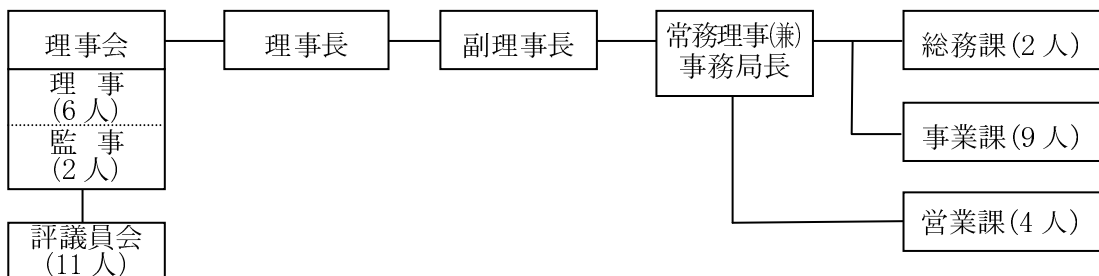 理事会
理 事
(6 人)
監 事
(2 人)
評議員会
(11 人)
理事長
副理事長
常務理事(兼)
事務局長
総務課(2 人)
事業課(9 人)
営業課(4 人)